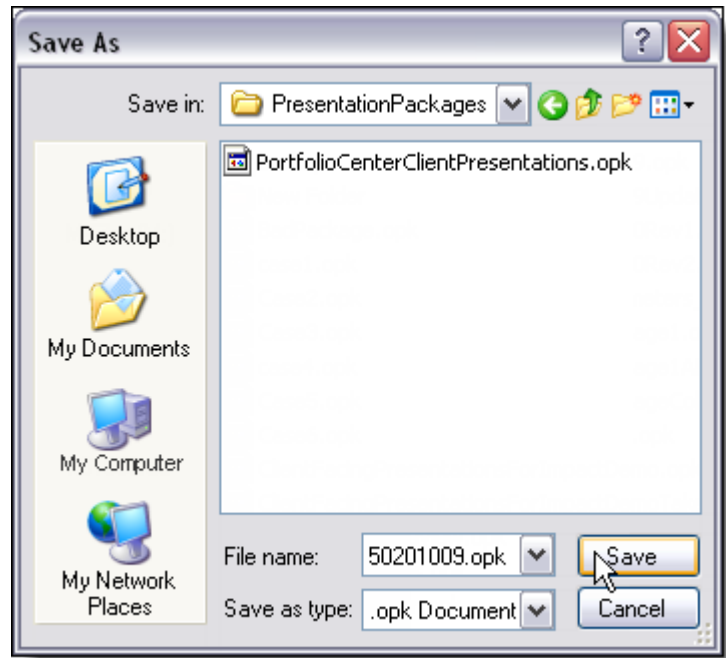 Save As
Save in: PresentationPackages
PortfolioCenterClientPresentations.opk
Desktop
My Documents
My Computer
My Network
Places
File name: 50201009.opk Save
Save as type: .opk Document Cancel